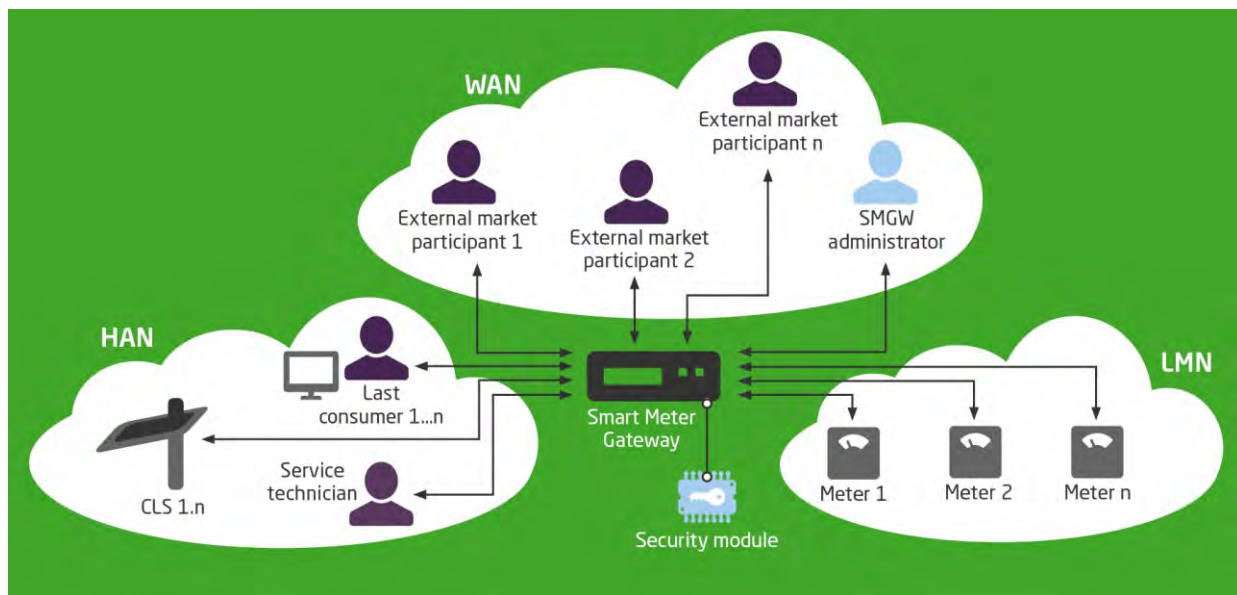 WAN
External market
participant n
External market
participant 1
External market
participant 2
SMGW
administrator
HAN
Last
consumer 1...n
CLS 1.n
Service
technician
Smart Meter
Gateway
Security module
LMN
Meter 1
Meter 2
Meter n